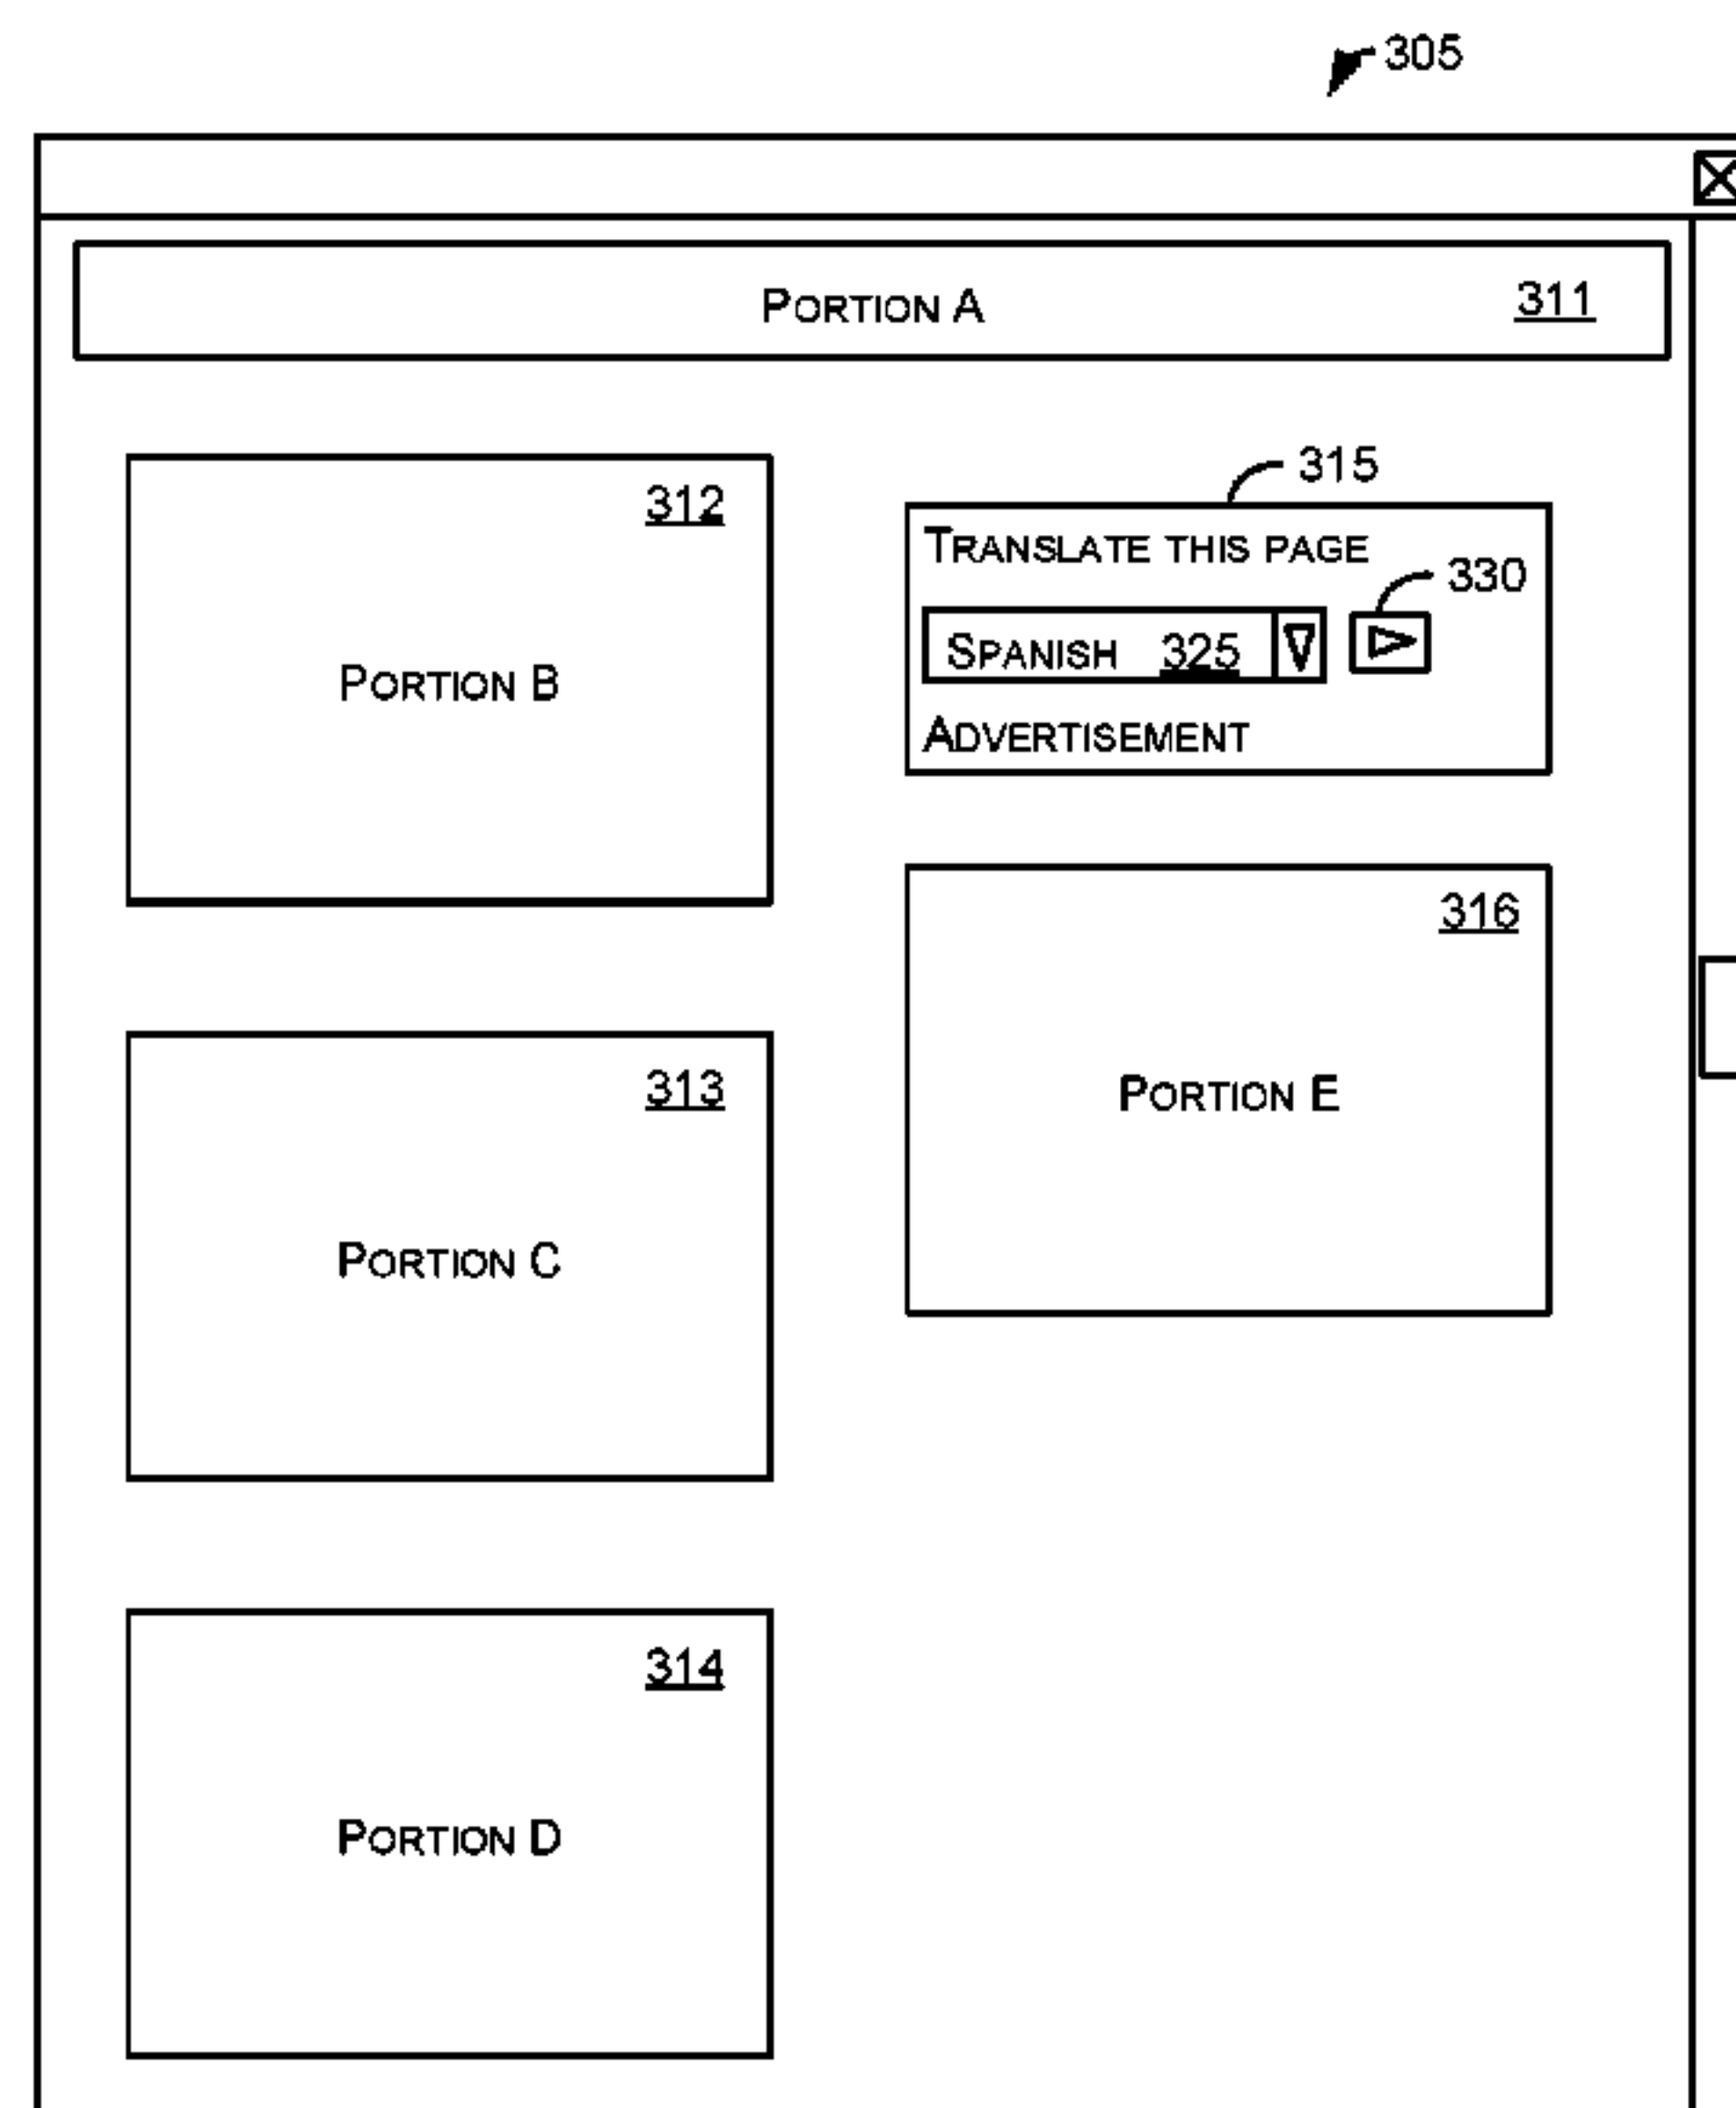 305
PORTION A 311
312
PORTION B
315
TRANSLATE THIS PAGE
330
SPANISH 325
ADVERTISEMENT
316
PORTION E
313
PORTION C
314
PORTION D